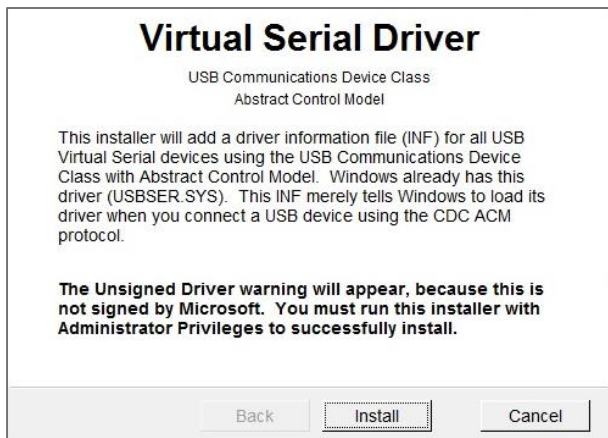 Virtual Serial Driver
USB Communications Device Class
Abstract Control Model
This installer will add a driver information file (INF) for all USB
Virtual Serial devices using the USB Communications Device
Class with Abstract Control Model.  Windows already has this
driver (USBSER.SYS).  This INF merely tells Windows to load its
driver when you connect a USB device using the CDC ACM
protocol.
The Unsigned Driver warning will appear, because this is
not signed by Microsoft.  You must run this installer with
Administrator Privileges to successfully install.
Back Install Cancel